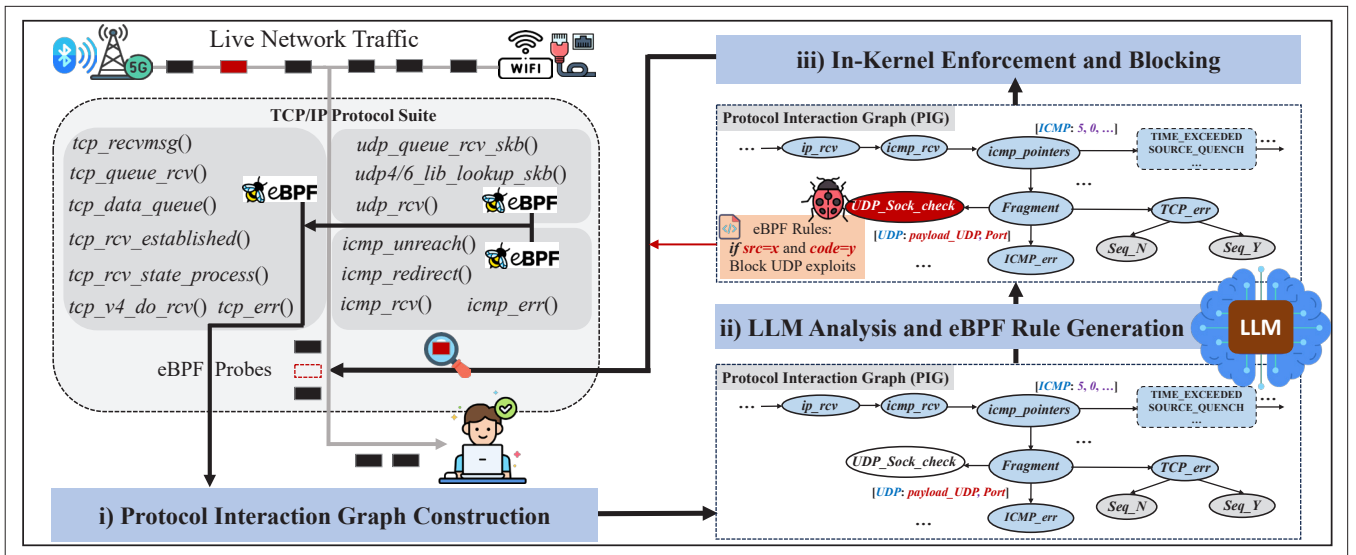 Live Network Traffic
5G
WIFI
TCP/IP Protocol Suite
tcp_recvmsg()
tcp_queue_rcv()
tcp_data_queue()
tcp_rcv_established()
tcp_rcv_state_process()
tcp_v4_do_rcv() tcp_err()
eBPF
udp_queue_rcv_skb()
udp4/6_lib_lookup_skb()
udp_rcv()
eBPF
icmp_unreach()
eBPF
icmp_redirect()
icmp_rcv() icmp_err()
eBPF Probes
i) Protocol Interaction Graph Construction
iii) In-Kernel Enforcement and Blocking
Protocol Interaction Graph (PIG)
[ICMP: 5, 0, ...]
... ip_rcv icmp_rcv icmp_pointers
TIME_EXCEEDED
SOURCE_QUENCH
...
...
...
UDP_Sock_check Fragment TCP_err
[UDP: payload_UDP, Port]
Seq_N Seq_Y
... ICMP_err
eBPF Rules:
if src=x and code=y
Block UDP exploits
ii) LLM Analysis and eBPF Rule Generation
LLM
Protocol Interaction Graph (PIG)
[ICMP: 5, 0, ...]
... ip_rcv icmp_rcv icmp_pointers
TIME_EXCEEDED
SOURCE_QUENCH
...
...
...
UDP_Sock_check Fragment TCP_err
[UDP: payload_UDP, Port]
Seq_N Seq_Y
... ICMP_err